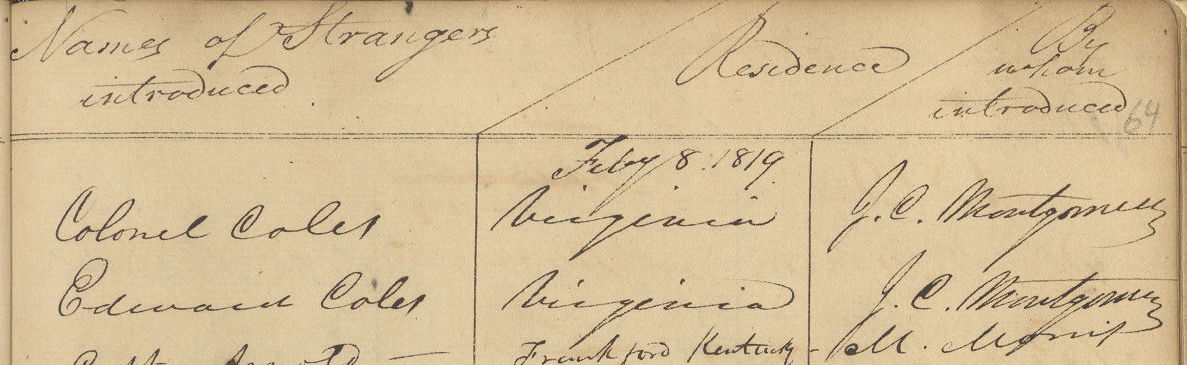 Names of Strangers introduced
Residence
By whom introduced
64
Feby 8. 1819
Colonel Coles Virginia J. C. Montgomery
Edward Coles Virginia J. C. Montgomery
Frankford Kentucky - M.